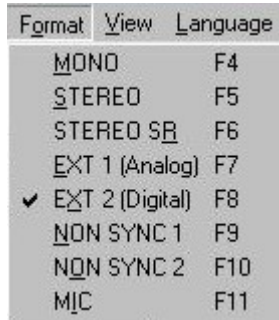 Format View Language
MONO F4
STEREO F5
STEREO SR F6
EXT 1 (Analog) F7
EXT 2 (Digital) F8
NON SYNC 1 F9
NON SYNC 2 F10
MIC F11